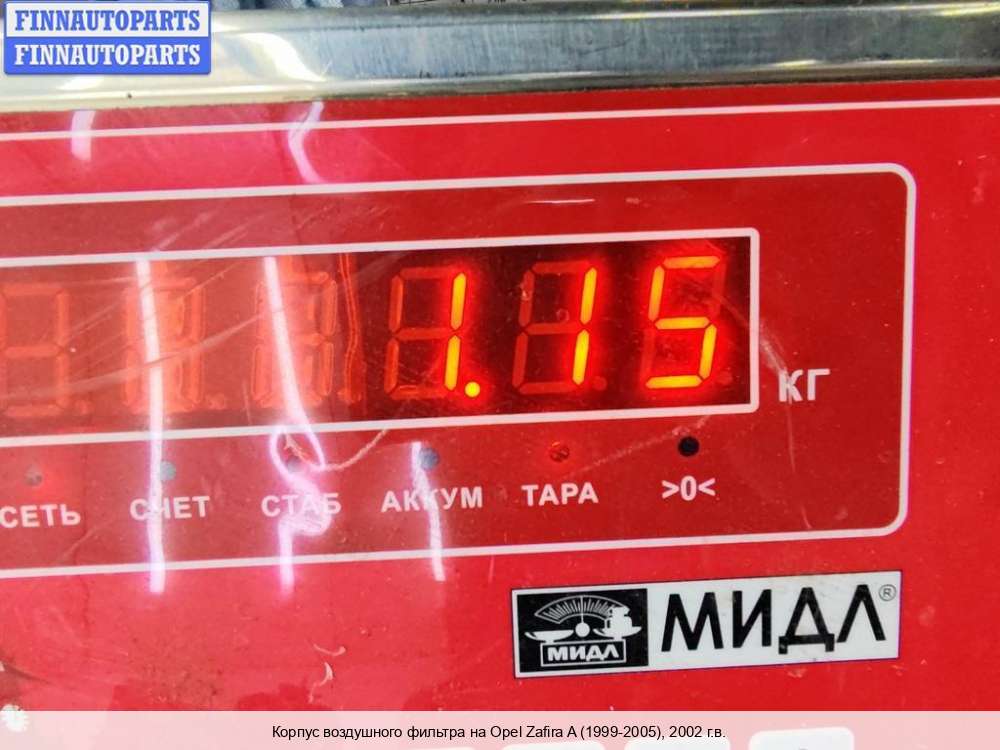 FINNAUTOPARTS
FINNAUTOPARTS
1.15
кг
СЕТЬ СЧЕТ СТАБ АККУМ ТАРА >0<
МИДЛ МИДЛ®
Корпус воздушного фильтра на Opel Zafira A (1999-2005), 2002 г.в.